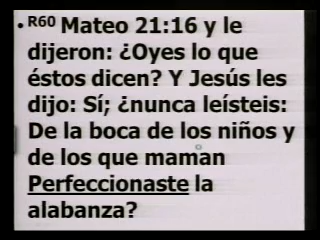 • R60 Mateo 21:16 y le
dijeron: ¿Oyes lo que
éstos dicen? Y Jesús les
dijo: Sí; ¿nunca leísteis:
De la boca de los niños y
de los que maman
Perfeccionaste la
alabanza?